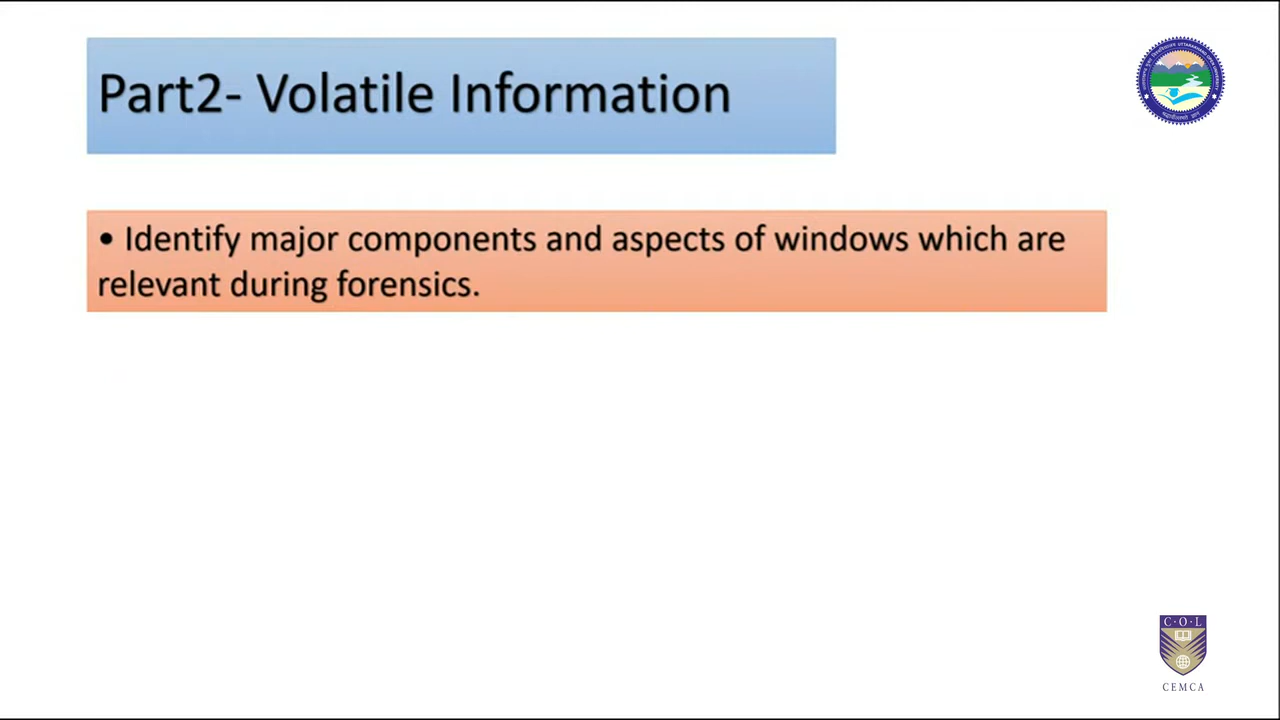 Part2- Volatile Information
• Identify major components and aspects of windows which are
relevant during forensics.
C·O·L
CEMCA